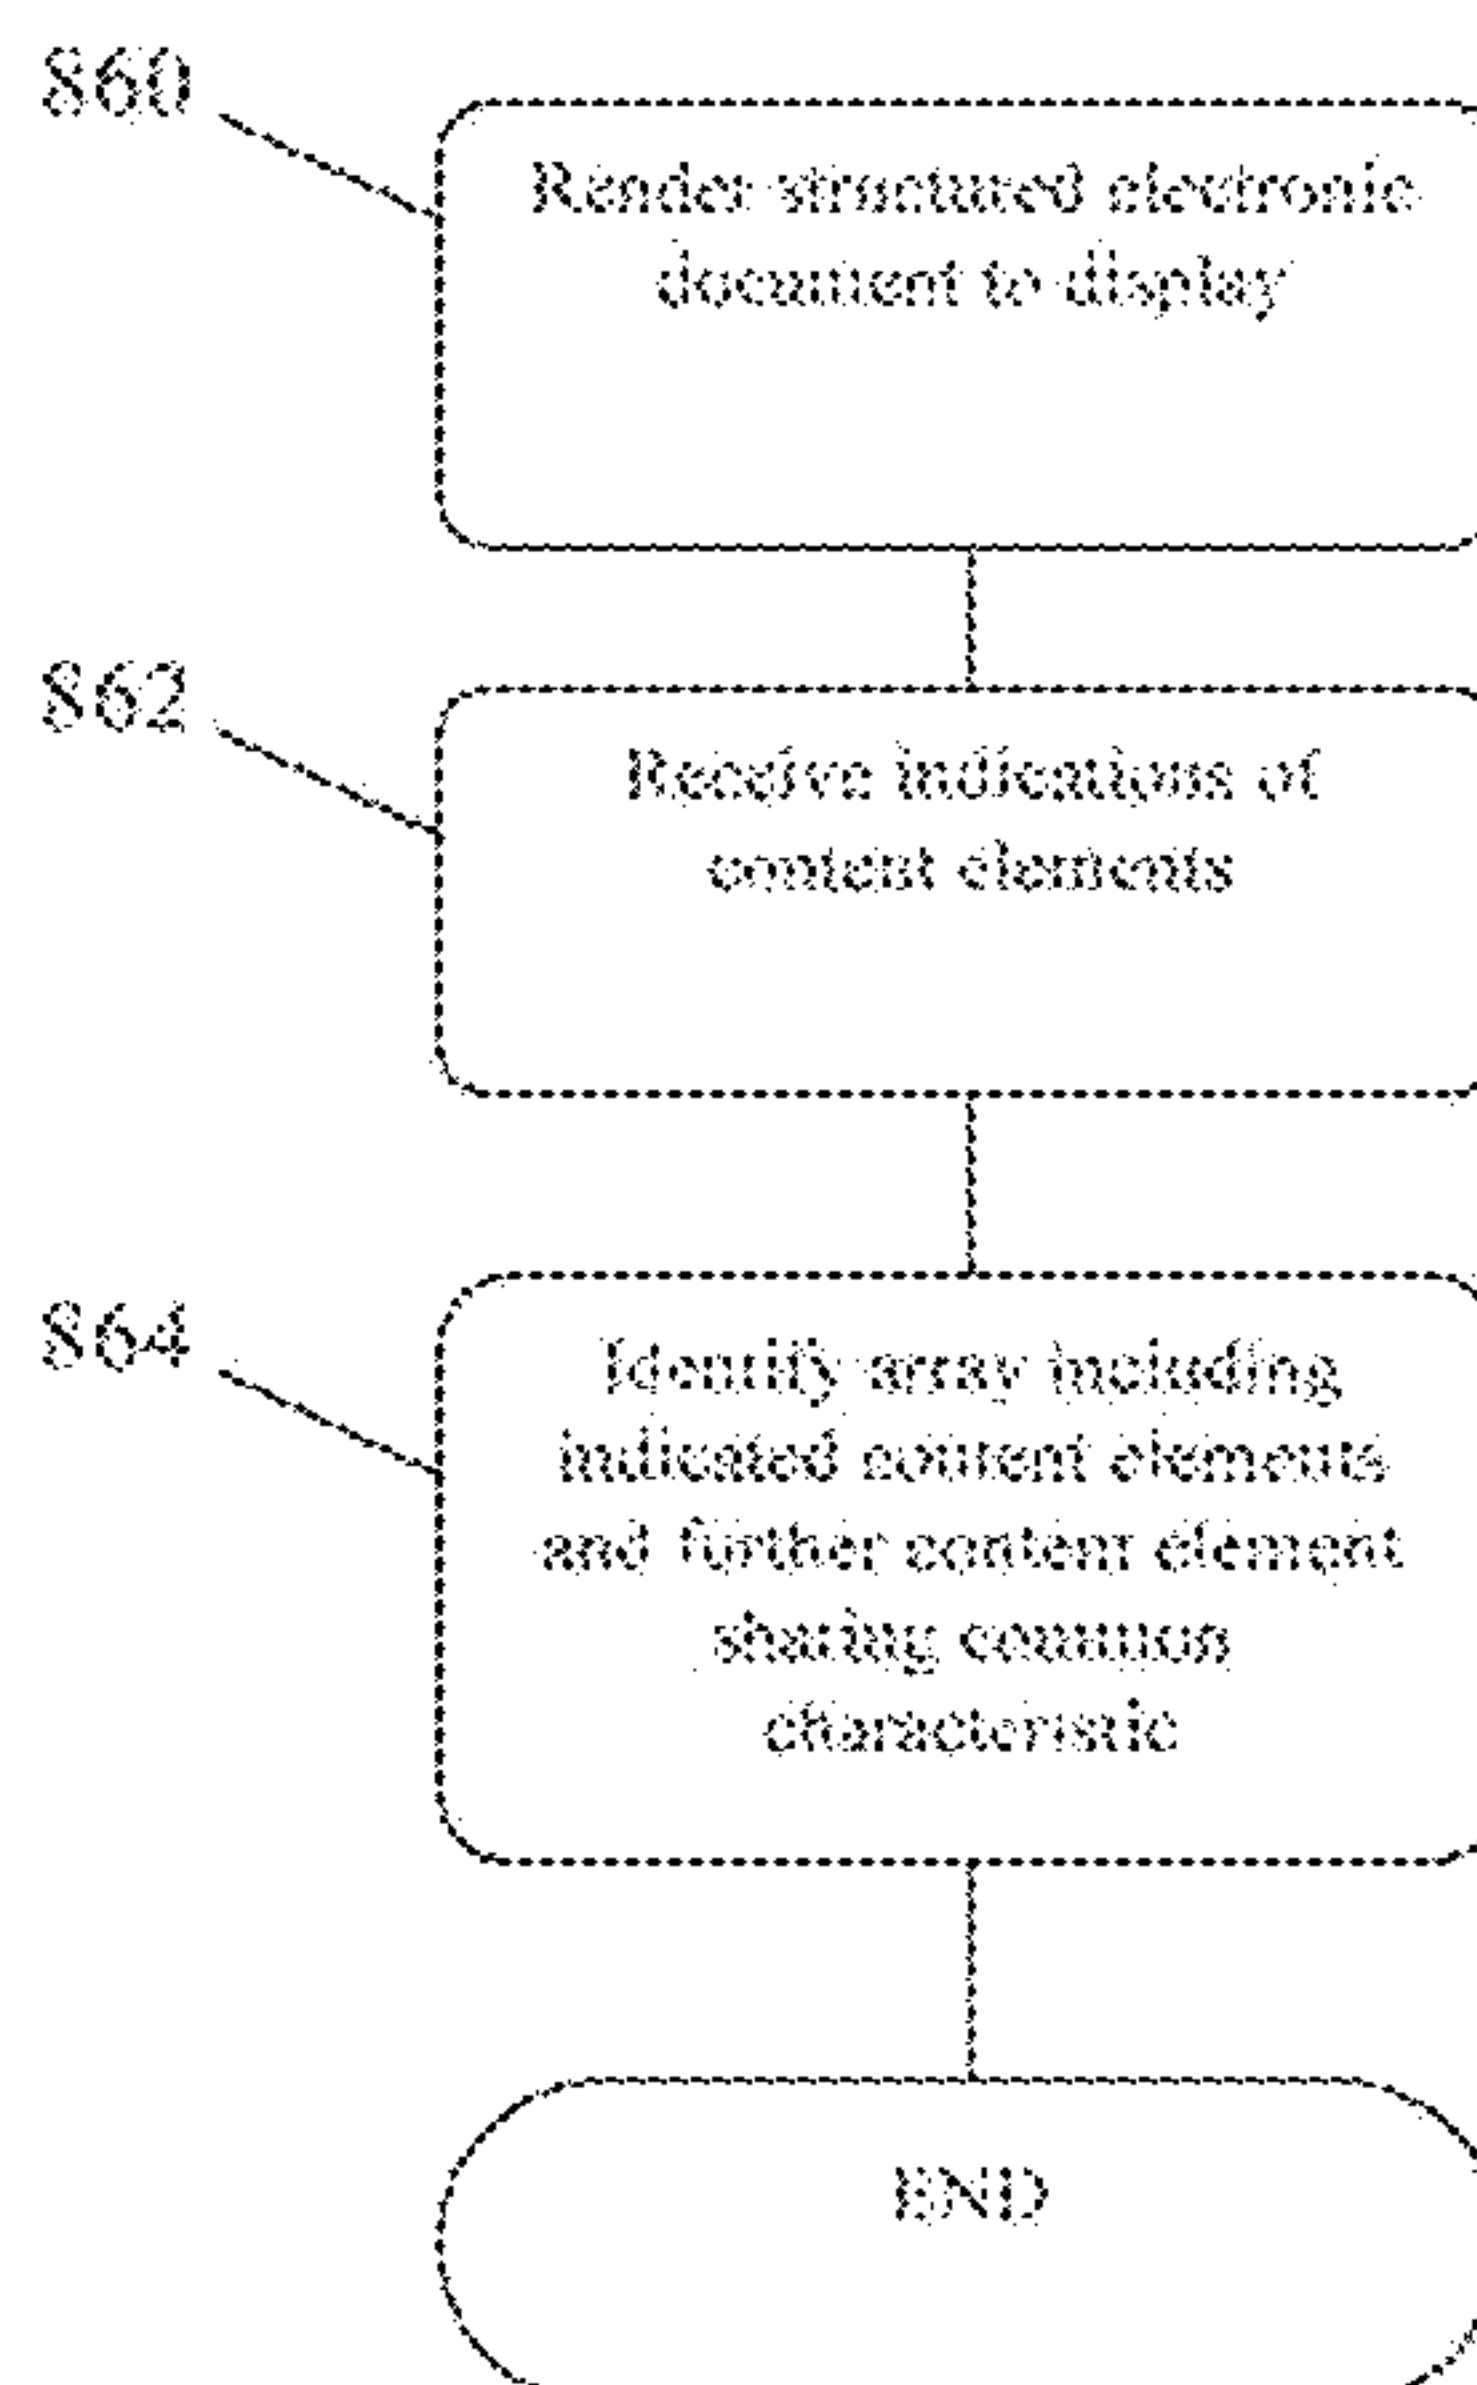 860
Render structured electronic
document to display
862
Receive indications of
content elements
864
Identify array including
indicated content elements
and further content element
sharing common
characteristic
END